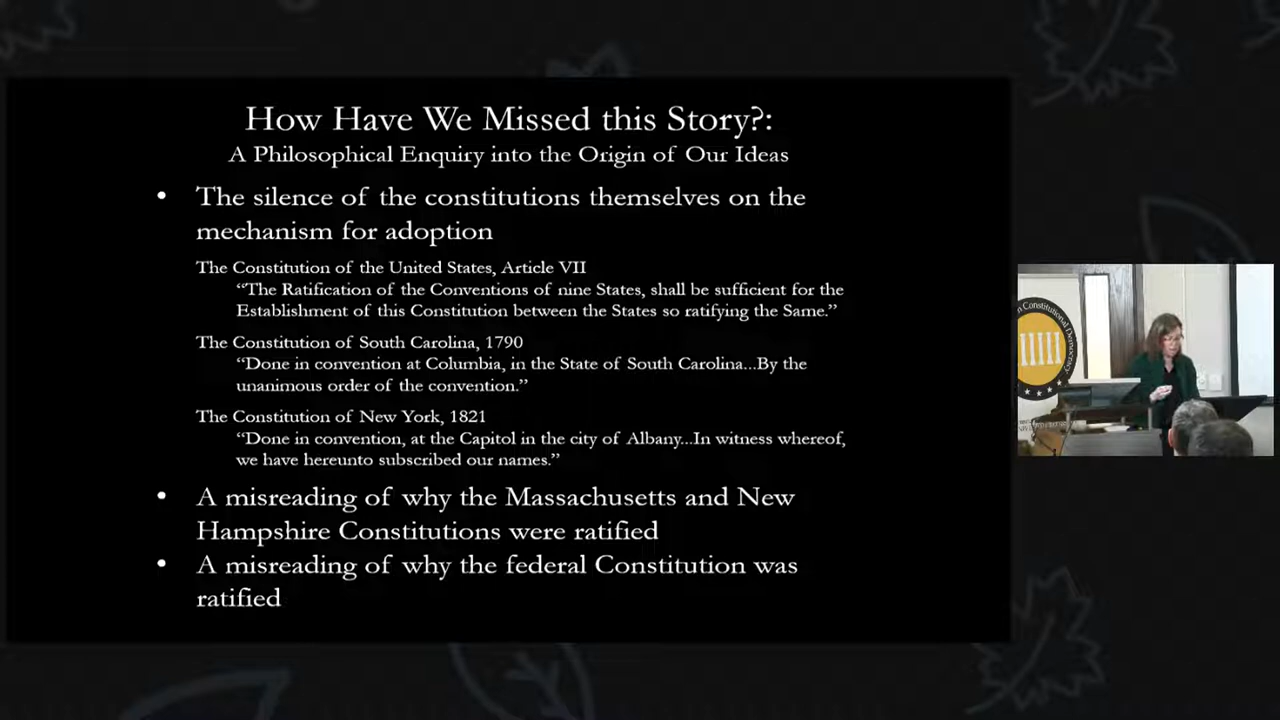 How Have We Missed this Story?:
A Philosophical Enquiry into the Origin of Our Ideas
• The silence of the constitutions themselves on the
mechanism for adoption
The Constitution of the United States, Article VII
“The Ratification of the Conventions of nine States, shall be sufficient for the
Establishment of this Constitution between the States so ratifying the Same.”
The Constitution of South Carolina, 1790
“Done in convention at Columbia, in the State of South Carolina...By the
unanimous order of the convention.”
The Constitution of New York, 1821
“Done in convention, at the Capitol in the city of Albany...In witness whereof,
we have hereunto subscribed our names.”
• A misreading of why the Massachusetts and New
Hampshire Constitutions were ratified
• A misreading of why the federal Constitution was
ratified
Constitutional Democracy